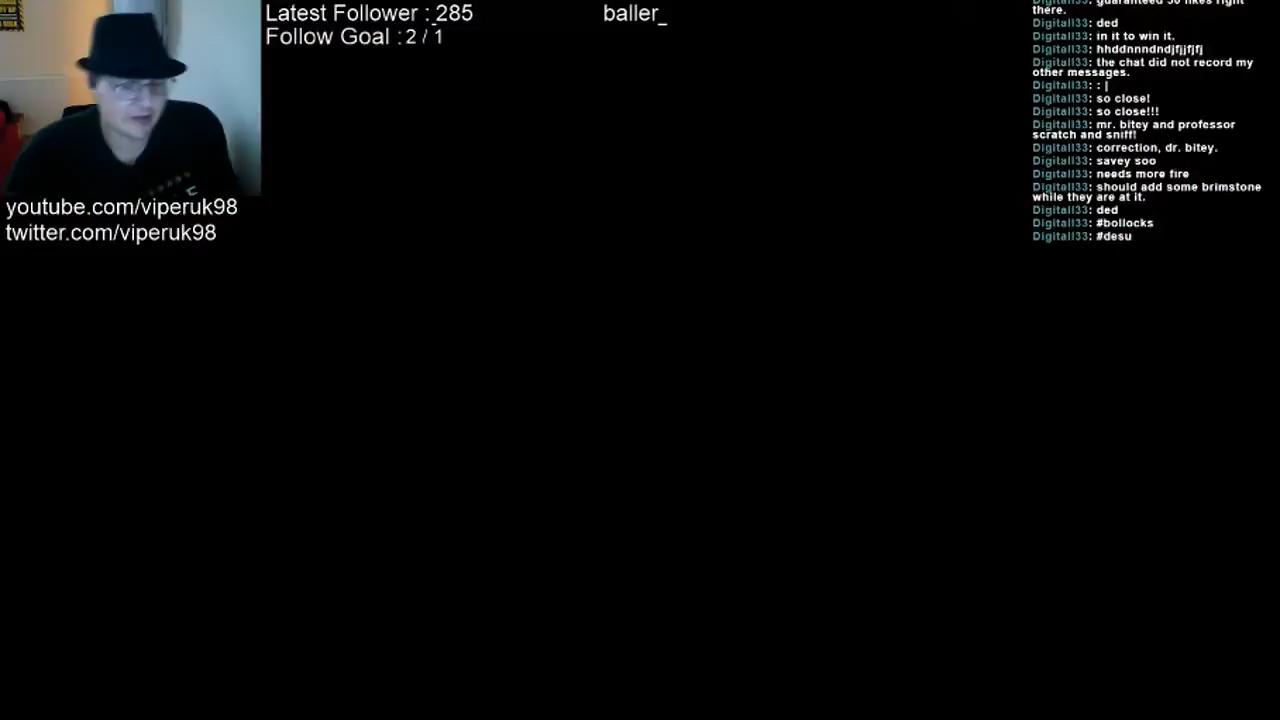 Latest Follower : 285 baller_
Follow Goal : 2 / 1
youtube.com/viperuk98
twitter.com/viperuk98
there.
Digitall33: ded
Digitall33: in it to win it.
Digitall33: hhddnnndndjfjjfjfj
Digitall33: the chat did not record my
other messages.
Digitall33: : |
Digitall33: so close!
Digitall33: so close!!!
Digitall33: mr. bitey and professor
scratch and sniff!
Digitall33: correction, dr. bitey.
Digitall33: savey soo
Digitall33: needs more fire
Digitall33: should add some brimstone
while they are at it.
Digitall33: ded
Digitall33: #bollocks
Digitall33: #desu